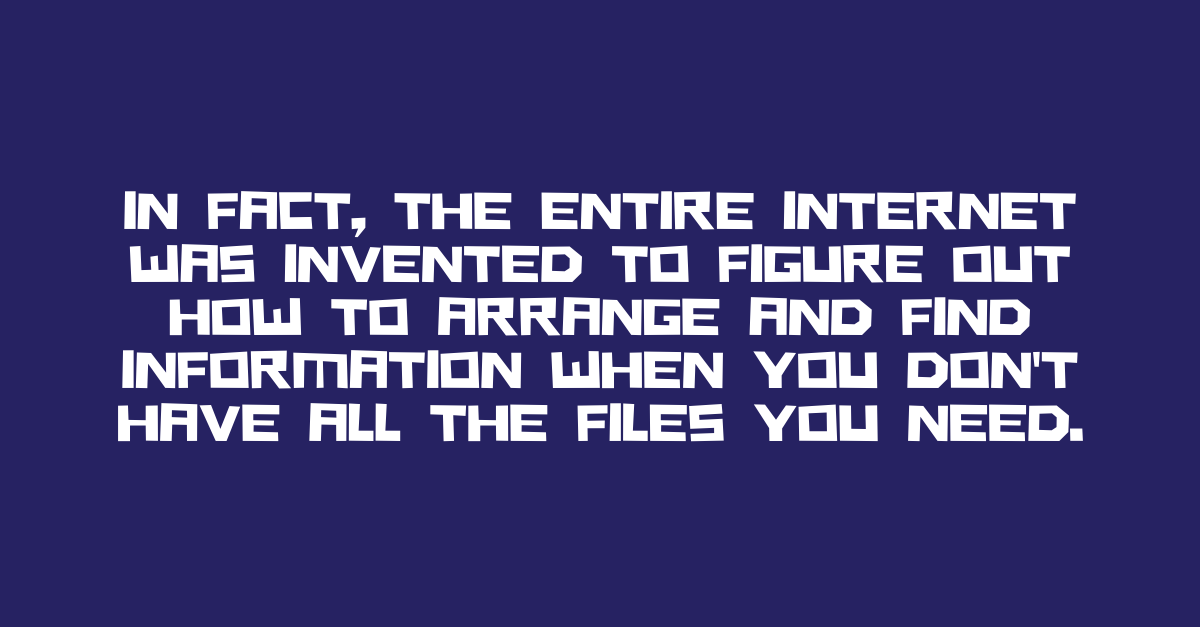 IN FACT, THE ENTIRE INTERNET
WAS INVENTED TO FIGURE OUT
HOW TO ARRANGE AND FIND
INFORMATION WHEN YOU DON'T
HAVE ALL THE FILES YOU NEED.